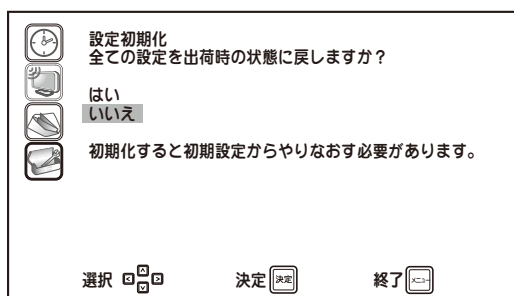 設定初期化
全ての設定を出荷時の状態に戻しますか？
はい
いいえ
初期化すると初期設定からやりなおす必要があります。
選択 決定 決定 終了 メニュー